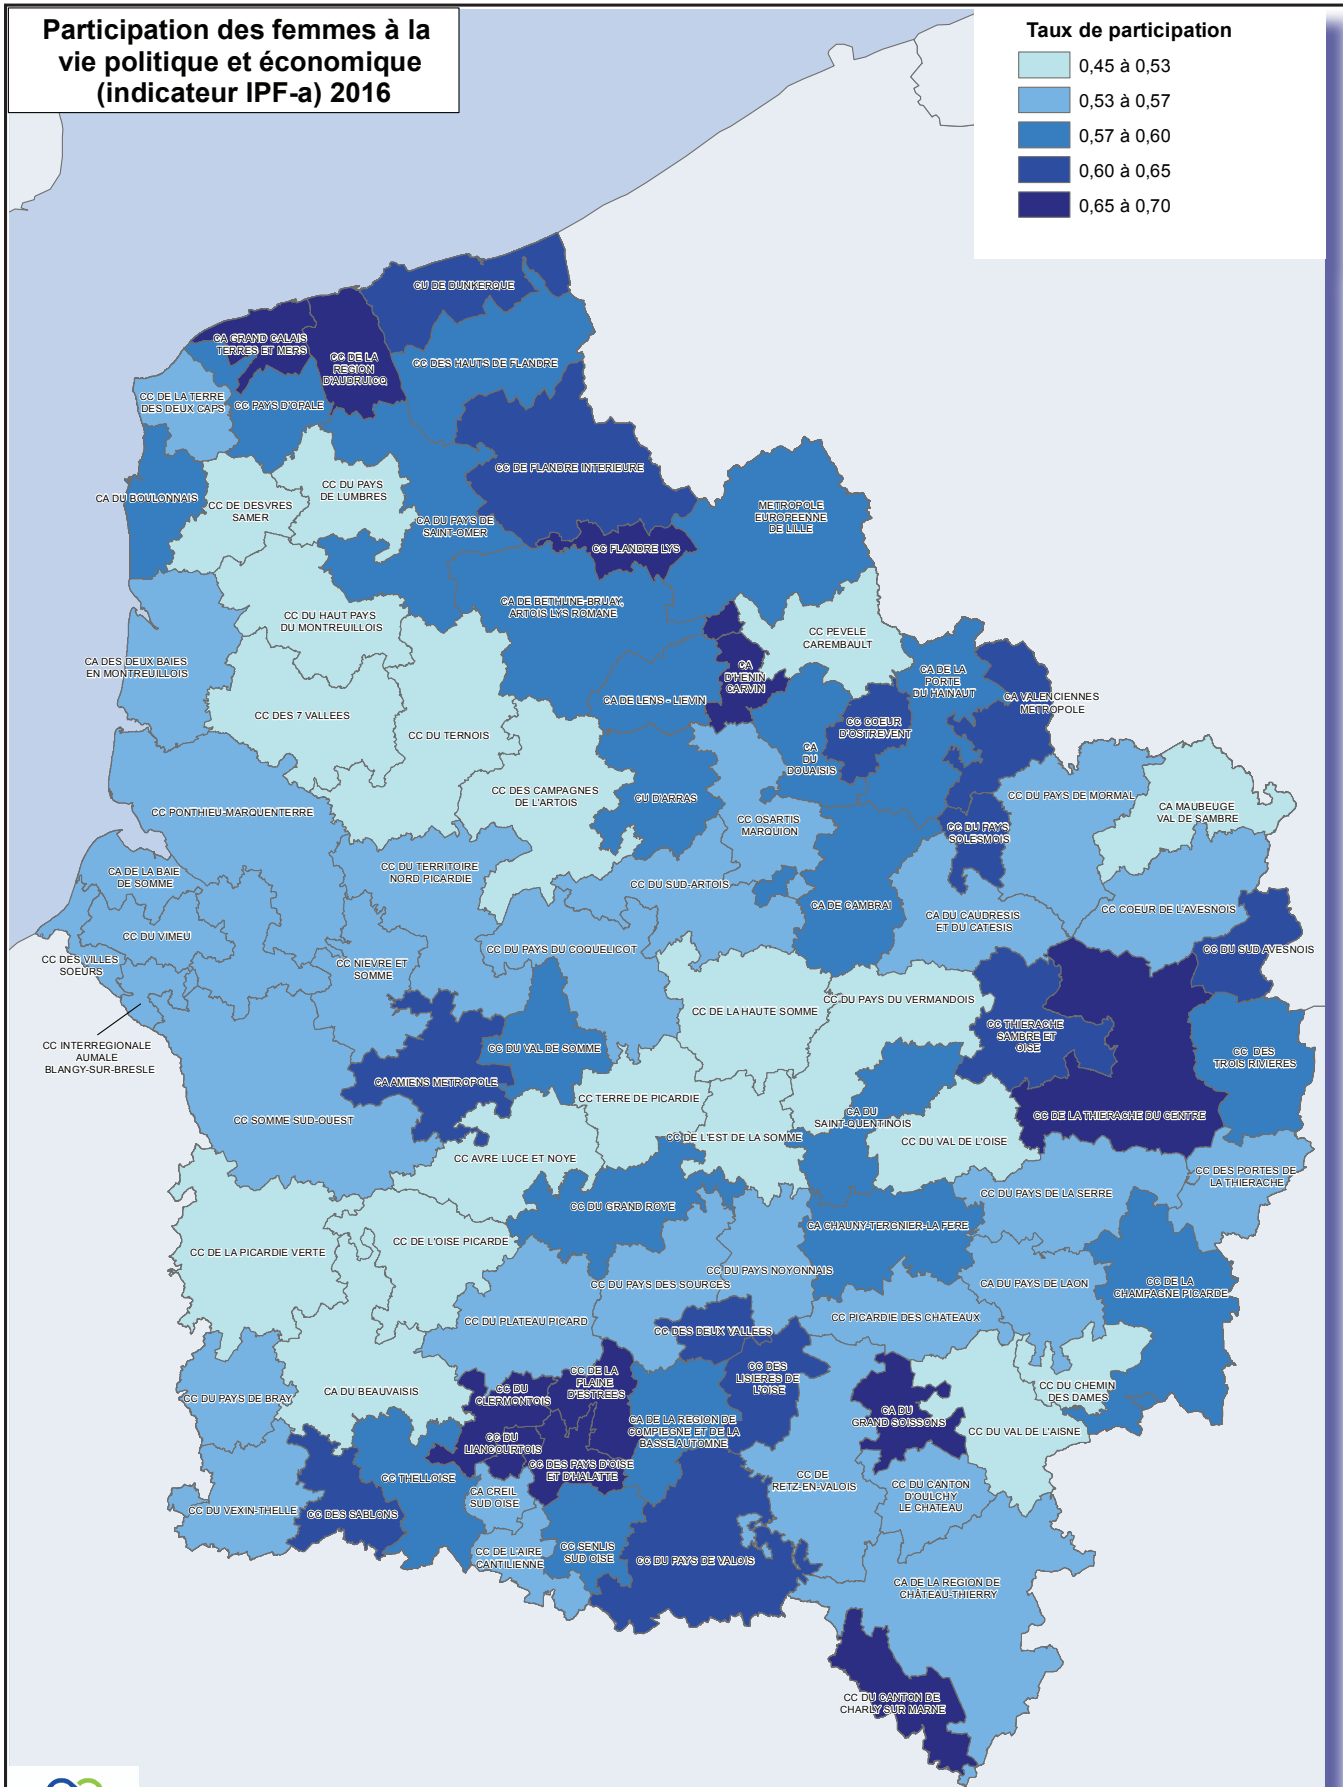 Participation des femmes à la
vie politique et économique
(indicateur IPF-a) 2016
Taux de participation
0,45 à 0,53
0,53 à 0,57
0,57 à 0,60
0,60 à 0,65
0,65 à 0,70
CU DE DUNKERQUE
CA GRAND CALAIS
TERRES ET MERS
CC DE LA
REGION
D'AUDRUICQ
CC DES HAUTS DE FLANDRE
CC DE LA TERRE
DES DEUX CAPS
CC PAYS D'OPALE
CC DE FLANDRE INTERIEURE
CA DU BOULONNAIS
CC DE DESVRES
SAMER
CC DU PAYS
DE LUMBRES
CA DU PAYS DE
SAINT-OMER
METROPOLE
EUROPEENNE
DE LILLE
CC FLANDRE LYS
CC DU HAUT PAYS
DU MONTREUILLOIS
CA DE BETHUNE-BRUAY,
ARTOIS LYS ROMANE
CC PEVELE
CAREMBAULT
CA DES DEUX BAIES
EN MONTREUILLOIS
CA
D'HENIN
CARVIN
CA DE LA
PORTE
DU HAINAUT
CA DE LENS - LIEVIN
CA VALENCIENNES
METROPOLE
CC DES 7 VALLEES
CC DU TERNOIS
CC COEUR
D'OSTREVENT
CA
DU
DOUAISIS
CC DES CAMPAGNES
DE L'ARTOIS
CU D'ARRAS
CC DU PAYS DE MORMAL
CA MAUBEUGE
VAL DE SAMBRE
CC PONTHIEU-MARQUENTERRE
CC OSARTIS
MARQUION
CC DU PAYS
SOLESMOIS
CA DE LA BAIE
DE SOMME
CC DU TERRITOIRE
NORD PICARDIE
CC DU SUD-ARTOIS
CA DE CAMBRAI
CA DU CAUDRESIS
ET DU CATESIS
CC COEUR DE L'AVESNOIS
CC DU VIMEU
CC DES VILLES
SOEURS
CC NIEVRE ET
SOMME
CC DU PAYS DU COQUELICOT
CC DU SUD AVESNOIS
CC DE LA HAUTE SOMME
CC DU PAYS DU VERMANDOIS
CC THIERACHE
SAMBRE ET
OISE
CC INTERREGIONALE
AUMALE
BLANGY-SUR-BRESLE
CC DU VAL DE SOMME
CC DES
TROIS RIVIERES
CA AMIENS METROPOLE
CC TERRE DE PICARDIE
CC SOMME SUD-OUEST
CA DU
SAINT-QUENTINOIS
CC DE LA THIERACHE DU CENTRE
CC DE L'EST DE LA SOMME
CC DU VAL DE L'OISE
CC AVRE LUCE ET NOYE
CC DES PORTES DE
LA THIERACHE
CC DU PAYS DE LA SERRE
CC DU GRAND ROYE
CA CHAUNY-TERGNIER-LA FERE
CC DE L'OISE PICARDE
CC DE LA PICARDIE VERTE
CC DU PAYS DES SOURCES
CC DU PAYS NOYONNAIS
CA DU PAYS DE LAON
CC DE LA
CHAMPAGNE PICARDE
CC DU PLATEAU PICARD
CC DES DEUX VALLEES
CC PICARDIE DES CHATEAUX
CC DU PAYS DE BRAY
CA DU BEAUVAISIS
CC DU
CLERMONTOIS
CC DE LA
PLAINE
D'ESTREES
CC DES
LISIERES DE
L'OISE
CC DU CHEMIN
DES DAMES
CA DU
GRAND SOISSONS
CA DE LA REGION DE
COMPIEGNE ET DE LA
BASSE AUTOMNE
CC DU VAL DE L'AISNE
CC DU
LIANCOURTOIS
CC DES PAYS D'OISE
ET D'HALATTE
CC THELLOISE
CA CREIL
SUD OISE
CC DE
RETZ-EN-VALOIS
CC DU CANTON
D'OULCHY
LE CHATEAU
CC DU VEXIN-THELLE
CC DES SABLONS
CC DE L'AIRE
CANTILIENNE
CC SENLIS
SUD OISE
CC DU PAYS DE VALOIS
CA DE LA REGION DE
CHÂTEAU-THIERRY
CC DU CANTON DE
CHARLY SUR MARNE